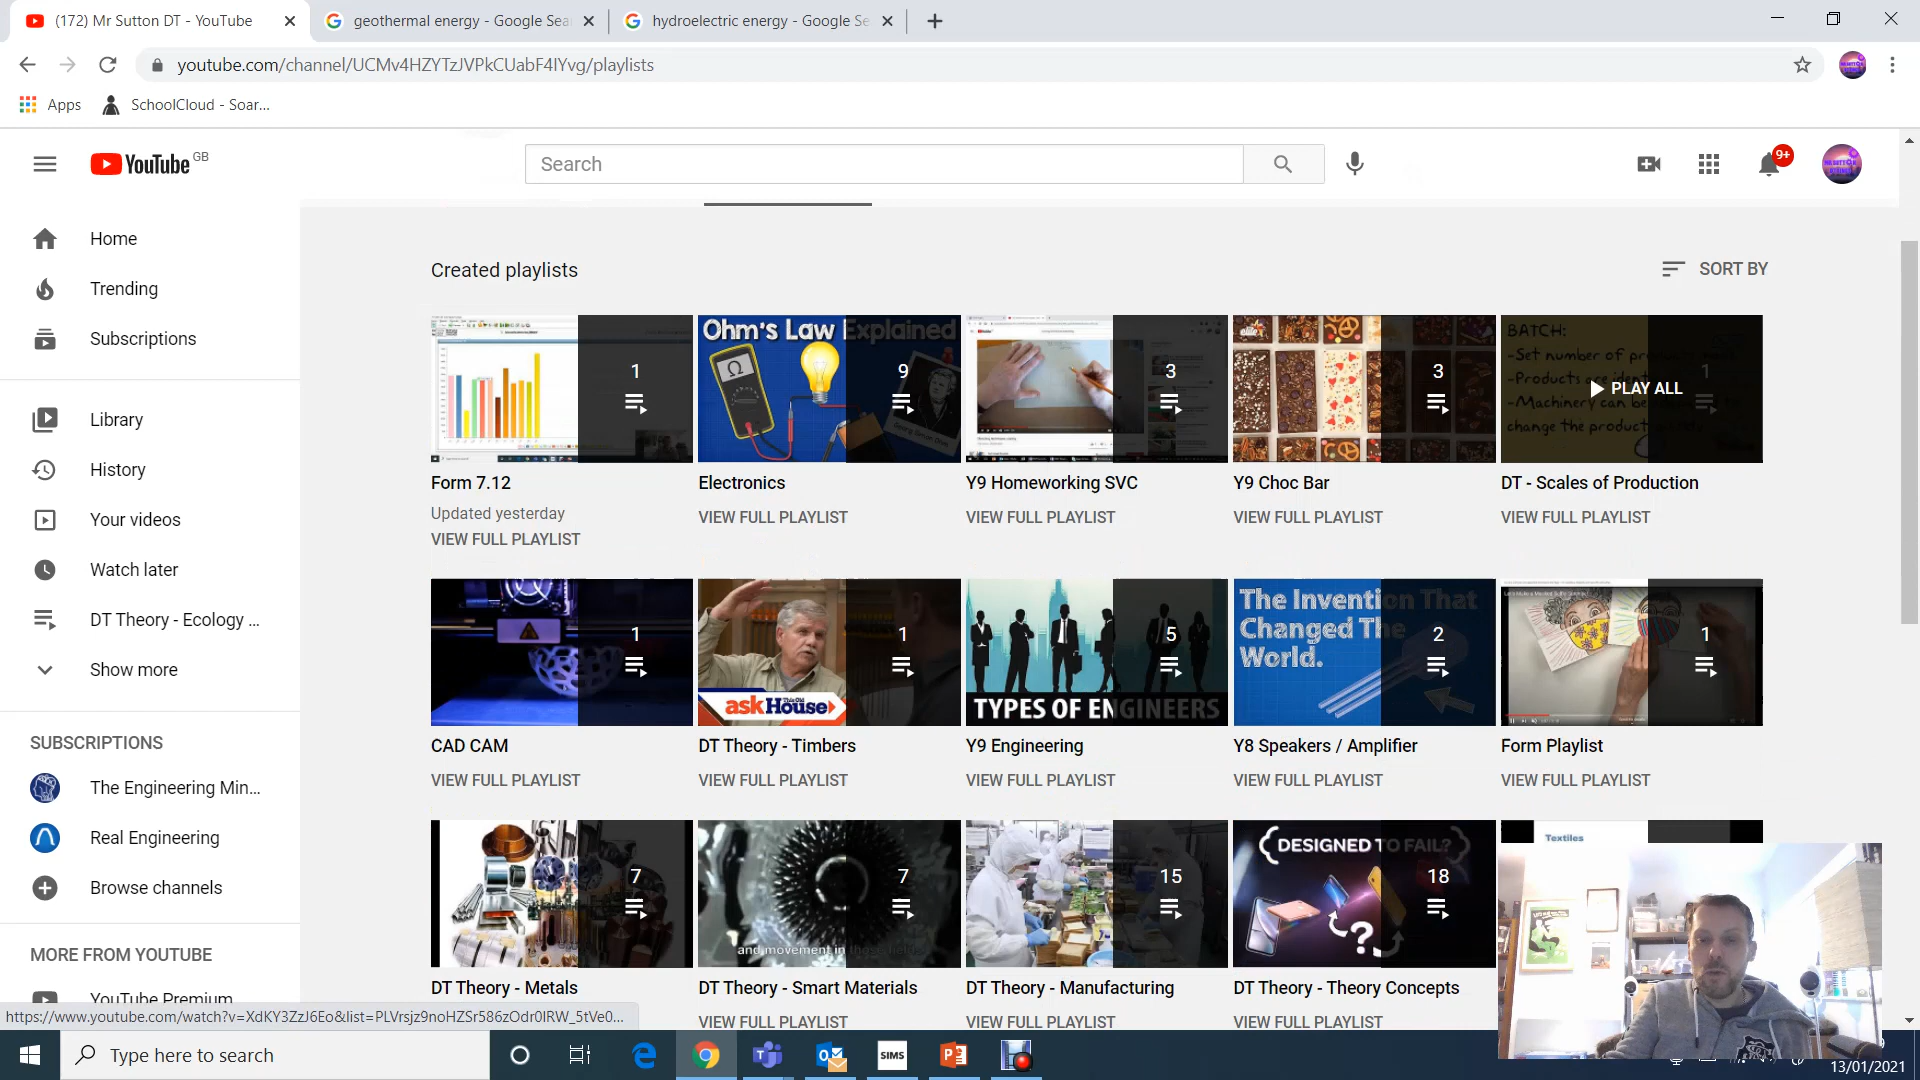 (172) Mr Sutton DT - YouTube
geothermal energy - Google Sea
hydroelectric energy - Google Se
youtube.com/channel/UCMv4HZYTzJVPkCUabF4IYvg/playlists
Apps
SchoolCloud - Soar...
YouTube GB
Search
9+
Home
Trending
Subscriptions
Library
History
Your videos
Watch later
DT Theory - Ecology ...
Show more
SUBSCRIPTIONS
The Engineering Min...
Real Engineering
Browse channels
MORE FROM YOUTUBE
YouTube Premium
Created playlists
SORT BY
1
Ohm's Law Explained
9
3
3
BATCH:
-Set number of
-Products are
-Machinery can be
change the product
1
PLAY ALL
Form 7.12
Updated yesterday
VIEW FULL PLAYLIST
Electronics
VIEW FULL PLAYLIST
Y9 Homeworking SVC
VIEW FULL PLAYLIST
Y9 Choc Bar
VIEW FULL PLAYLIST
DT - Scales of Production
VIEW FULL PLAYLIST
1
ask This Old House
1
TYPES OF ENGINEERS
5
The Invention That
Changed The
World.
2
1
CAD CAM
VIEW FULL PLAYLIST
DT Theory - Timbers
VIEW FULL PLAYLIST
Y9 Engineering
VIEW FULL PLAYLIST
Y8 Speakers / Amplifier
VIEW FULL PLAYLIST
Form Playlist
VIEW FULL PLAYLIST
7
and movement in
7
15
DESIGNED TO FAIL?
18
Textiles
DT Theory - Metals
DT Theory - Smart Materials
VIEW FULL PLAYLIST
DT Theory - Manufacturing
VIEW FULL PLAYLIST
DT Theory - Theory Concepts
VIEW FULL PLAYLIST
https://www.youtube.com/watch?v=XdKY3ZzJ6Eo&list=PLVrsjz9noHZSr586zOdr0IRW_5tVe0...
Type here to search
SIMS
13/01/2021